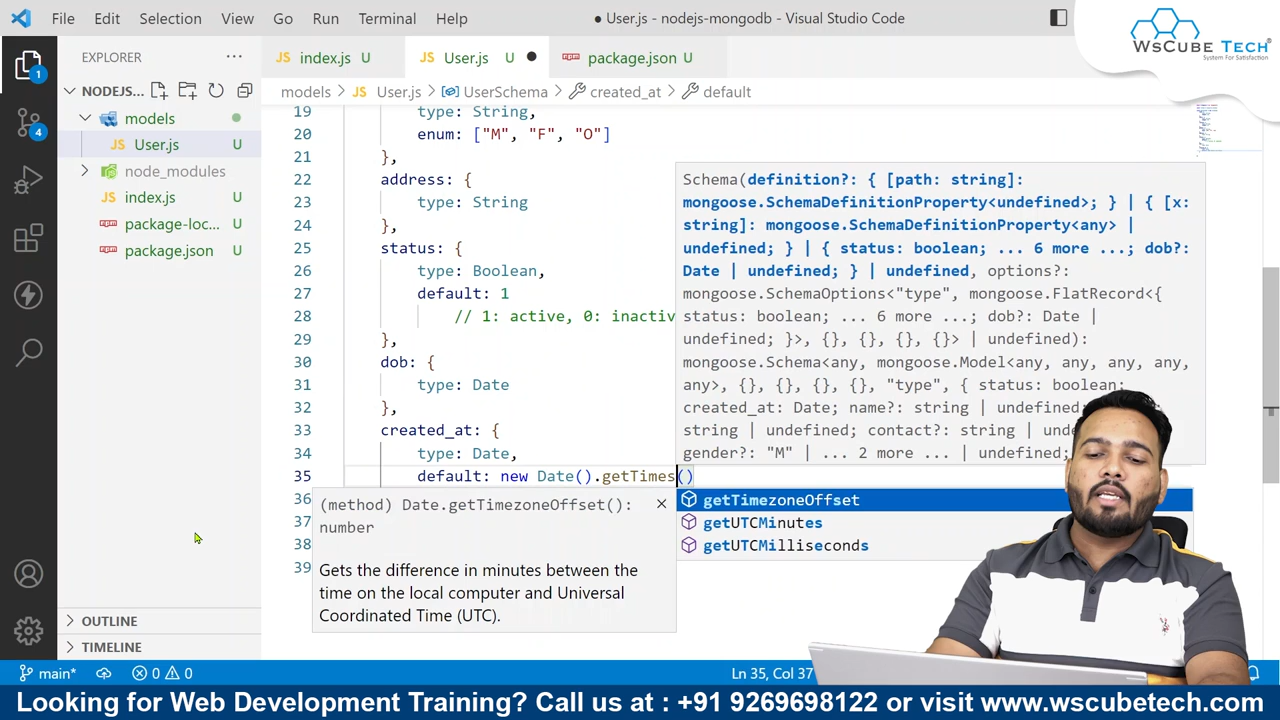 File Edit Selection View Go Run Terminal Help
● User.js - nodejs-mongodb - Visual Studio Code
WsCube Tech®
System For Satisfaction
EXPLORER ...
JS index.js U
JS User.js U ●
package.json U
NODEJS...
models > JS User.js > UserSchema > created_at > default
models
JS User.js U
node_modules
JS index.js U
package-loc... U
package.json U
1
4
19 type: String,
20 enum: ["M", "F", "O"]
21 },
22 address: {
23 type: String
24 },
25 status: {
26 type: Boolean,
27 default: 1
28 // 1: active, 0: inactiv
29 },
30 dob: {
31 type: Date
32 },
33 created_at: {
34 type: Date,
35 default: new Date().getTimes()
36
37
38
39
Schema(definition?: { [path: string]:
mongoose.SchemaDefinitionProperty<undefined>; } | { [x:
string]: mongoose.SchemaDefinitionProperty<any> |
undefined; } | { status: boolean; ... 6 more ...; dob?:
Date | undefined; } | undefined, options?:
mongoose.SchemaOptions<"type", mongoose.FlatRecord<{
status: boolean; ... 6 more ...; dob?: Date |
undefined; }>, {}, {}, {}, {}> | undefined):
mongoose.Schema<any, mongoose.Model<any, any, any, any,
any>, {}, {}, {}, {}, "type", { status: boolean;
created_at: Date; name?: string | undefined;
string | undefined; contact?: string | unde
gender?: "M" | ... 2 more ... | undefined;
(method) Date.getTimezoneOffset():
number
Gets the difference in minutes between the
time on the local computer and Universal
Coordinated Time (UTC).
getTimezoneOffset
getUTCMinutes
getUTCMilliseconds
OUTLINE
TIMELINE
main* 0 0 Ln 35, Col 37
Looking for Web Development Training? Call us at : +91 9269698122 or visit www.wscubetech.com